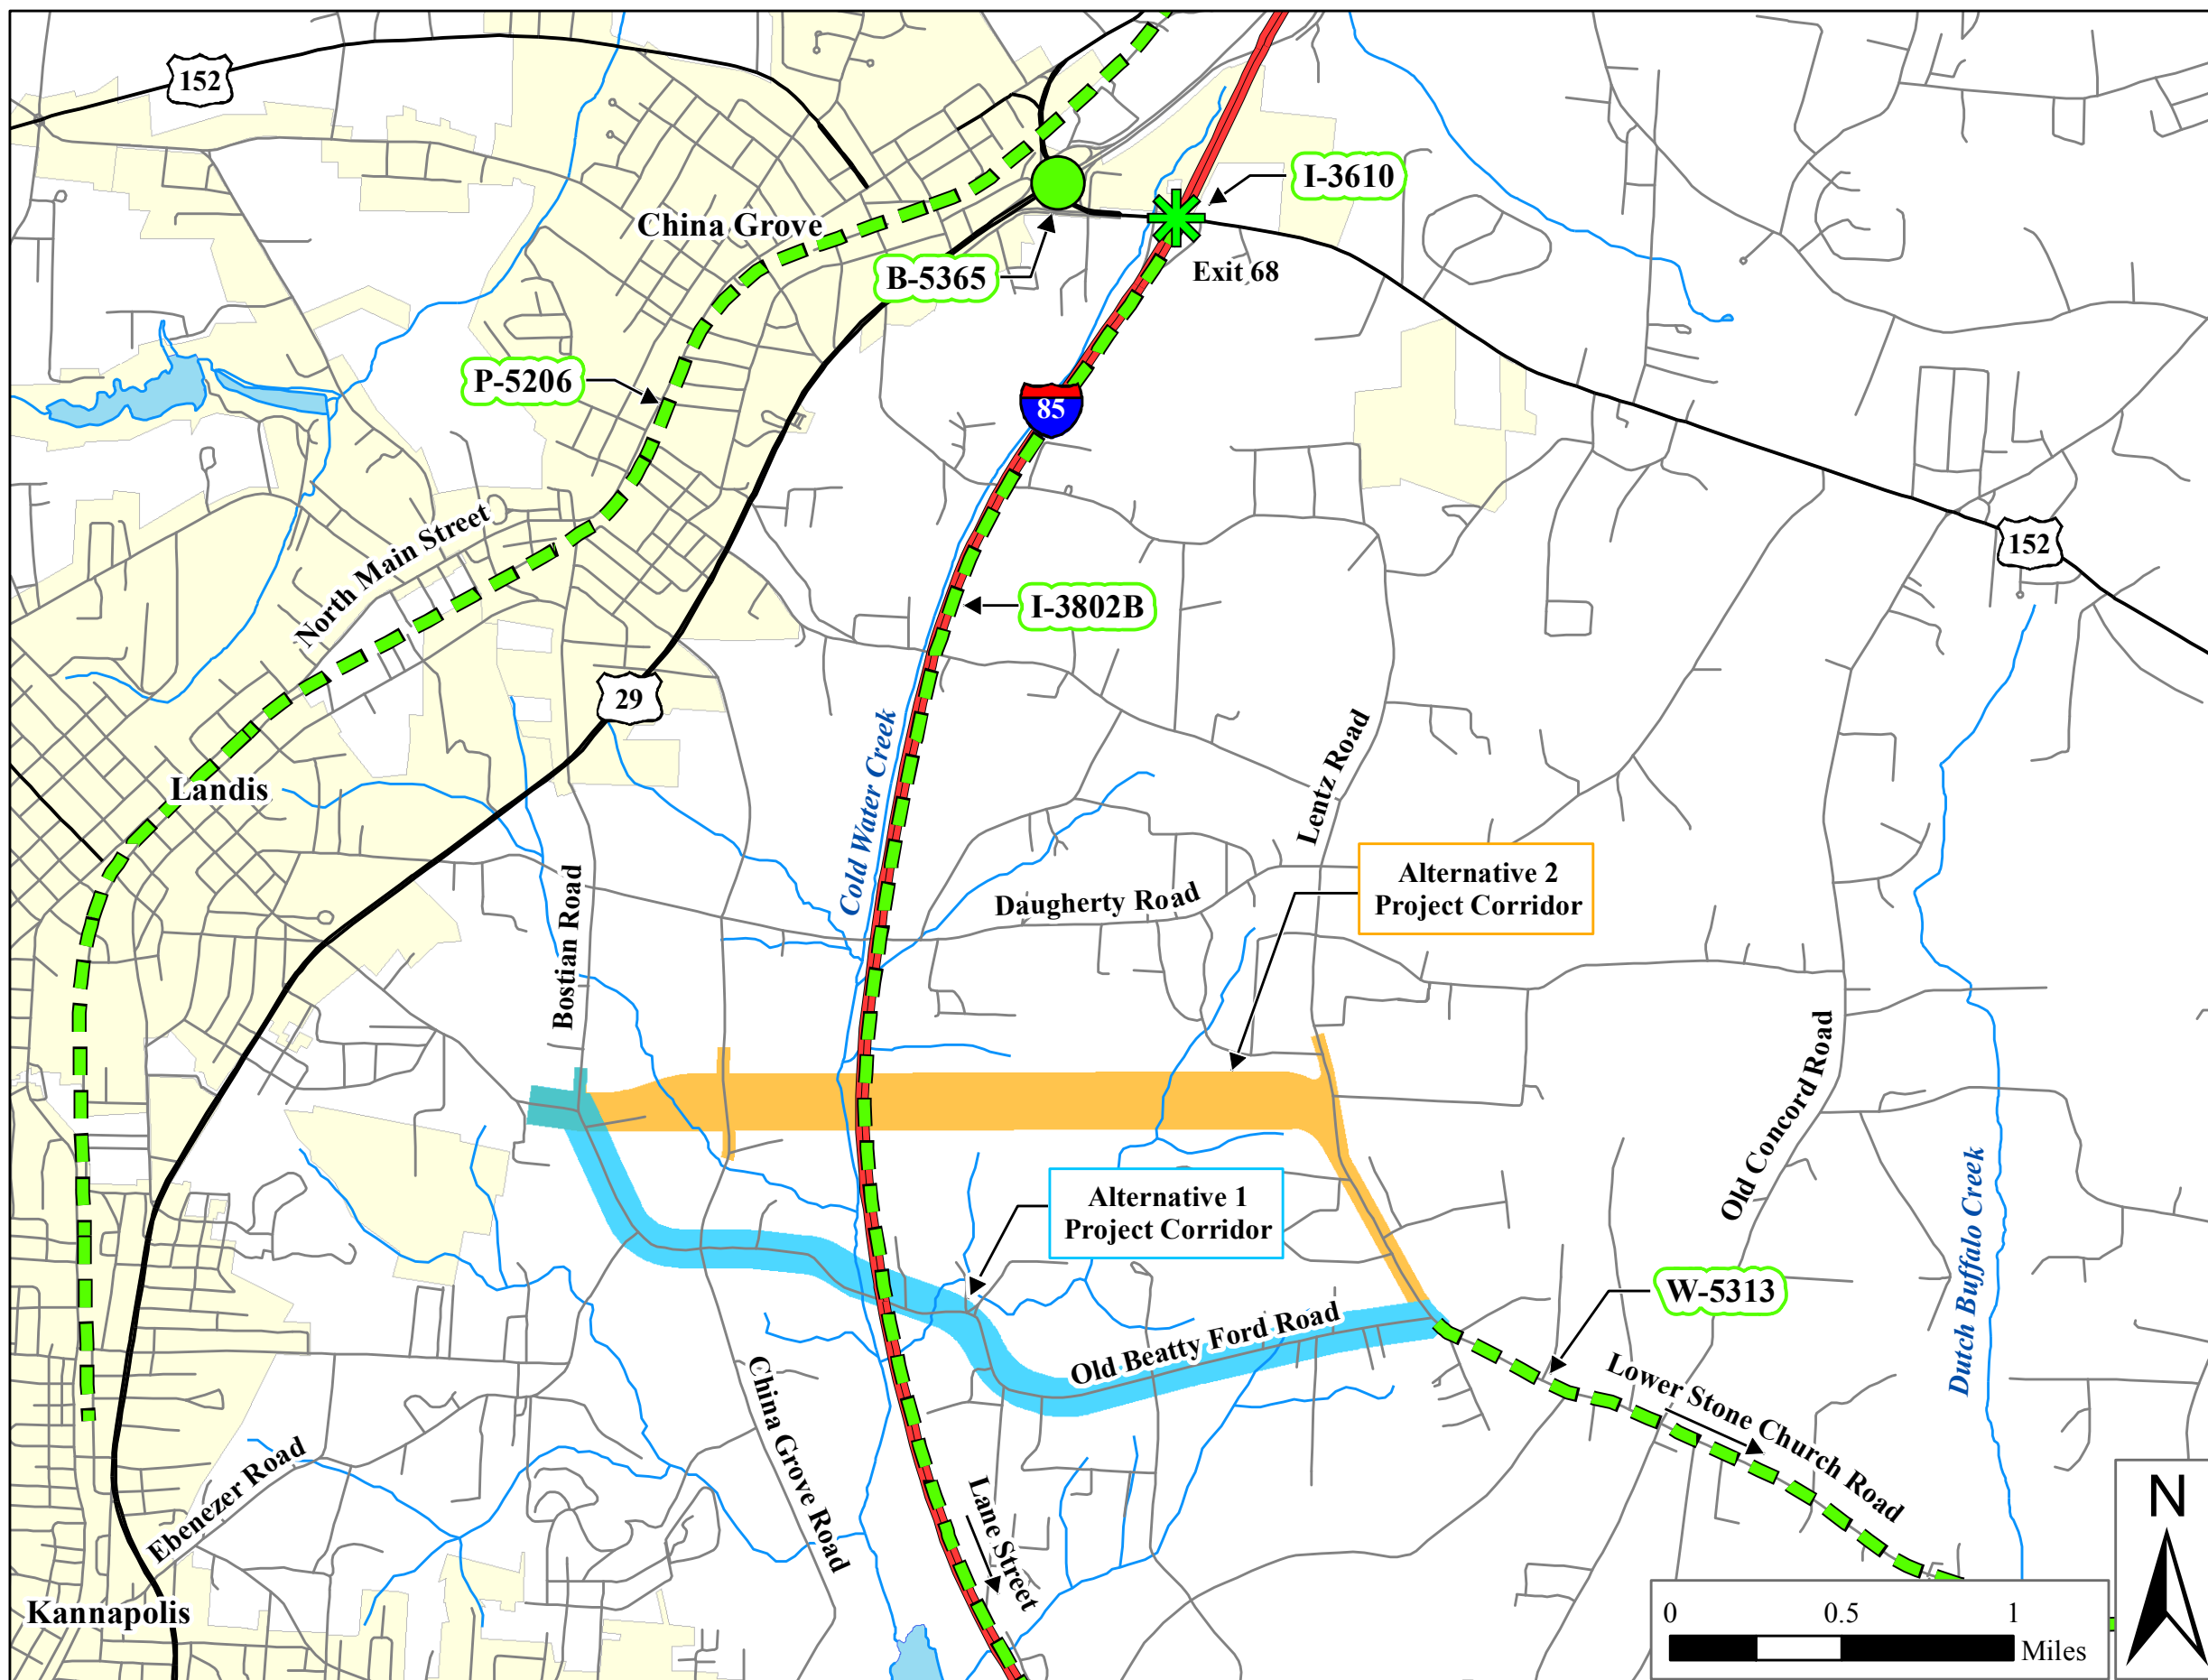 152
I-3610
China Grove
B-5365
Exit 68
P-5206
85
North Main Street
152
I-3802B
29
Cold Water Creek
Landis
Lentz Road
Alternative 2
Project Corridor
Daugherty Road
Bostian Road
Old Concord Road
Alternative 1
Project Corridor
Dutch Buffalo Creek
W-5313
Old Beatty Ford Road
Lower Stone Church Road
China Grove Road
Ebenezer Road
Lane Street
Kannapolis
N
0 0.5 1
Miles